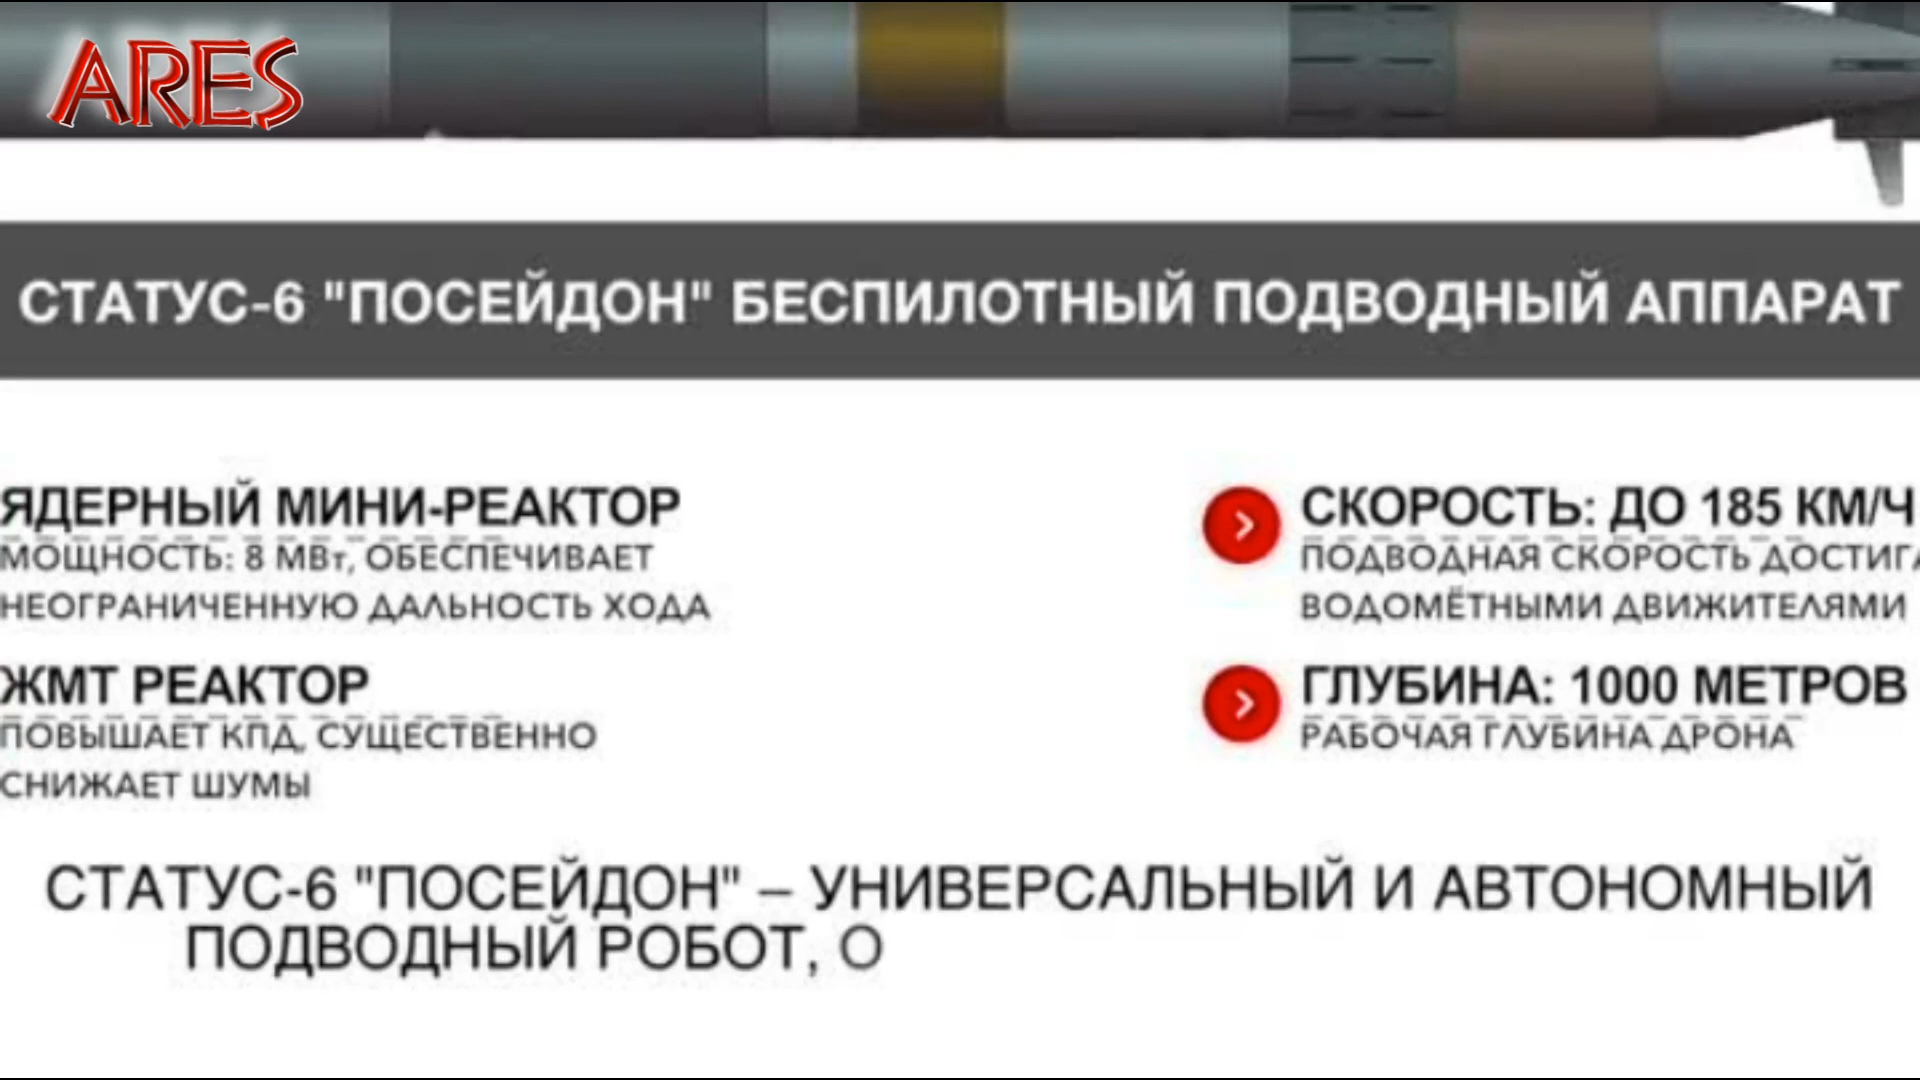 ARES
СТАТУС-6 "ПОСЕЙДОН" БЕСПИЛОТНЫЙ ПОДВОДНЫЙ АППАРАТ
ЯДЕРНЫЙ МИНИ-РЕАКТОР
МОЩНОСТЬ: 8 МВт, ОБЕСПЕЧИВАЕТ
НЕОГРАНИЧЕННУЮ ДАЛЬНОСТЬ ХОДА
ЖМТ РЕАКТОР
ПОВЫШАЕТ КПД, СУЩЕСТВЕННО
СНИЖАЕТ ШУМЫ
СКОРОСТЬ: ДО 185 КМ/Ч
ПОДВОДНАЯ СКОРОСТЬ ДОСТИГА
ВОДОМЁТНЫМИ ДВИЖИТЕЛЯМИ
ГЛУБИНА: 1000 МЕТРОВ
РАБОЧАЯ ГЛУБИНА ДРОНА
СТАТУС-6 "ПОСЕЙДОН" – УНИВЕРСАЛЬНЫЙ И АВТОНОМНЫЙ
ПОДВОДНЫЙ РОБОТ, О